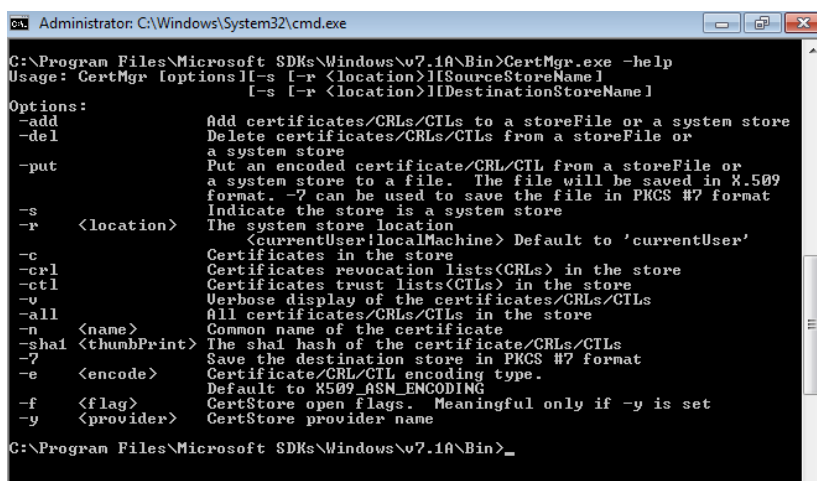 Administrator: C:\Windows\System32\cmd.exe
C:\Program Files\Microsoft SDKs\Windows\v7.1A\Bin>CertMgr.exe -help
Usage: CertMgr [options][-s [-r <location>][SourceStoreName]
[-s [-r <location>][DestinationStoreName]
Options:
-add Add certificates/CRLs/CTLs to a storeFile or a system store
-del Delete certificates/CRLs/CTLs from a storeFile or
a system store
-put Put an encoded certificate/CRL/CTL from a storeFile or
a system store to a file. The file will be saved in X.509
format. -7 can be used to save the file in PKCS #7 format
-s Indicate the store is a system store
-r <location> The system store location
<currentUser|localMachine> Default to 'currentUser'
-c Certificates in the store
-crl Certificates revocation lists(CRLs) in the store
-ctl Certificates trust lists(CTLs) in the store
-v Verbose display of the certificates/CRLs/CTLs
-all All certificates/CRLs/CTLs in the store
-n <name> Common name of the certificate
-sha1 <thumbPrint> The sha1 hash of the certificate/CRLs/CTLs
-7 Save the destination store in PKCS #7 format
-e <encode> Certificate/CRL/CTL encoding type.
Default to X509_ASN_ENCODING
-f <flag> CertStore open flags. Meaningful only if -y is set
-y <provider> CertStore provider name
C:\Program Files\Microsoft SDKs\Windows\v7.1A\Bin>_